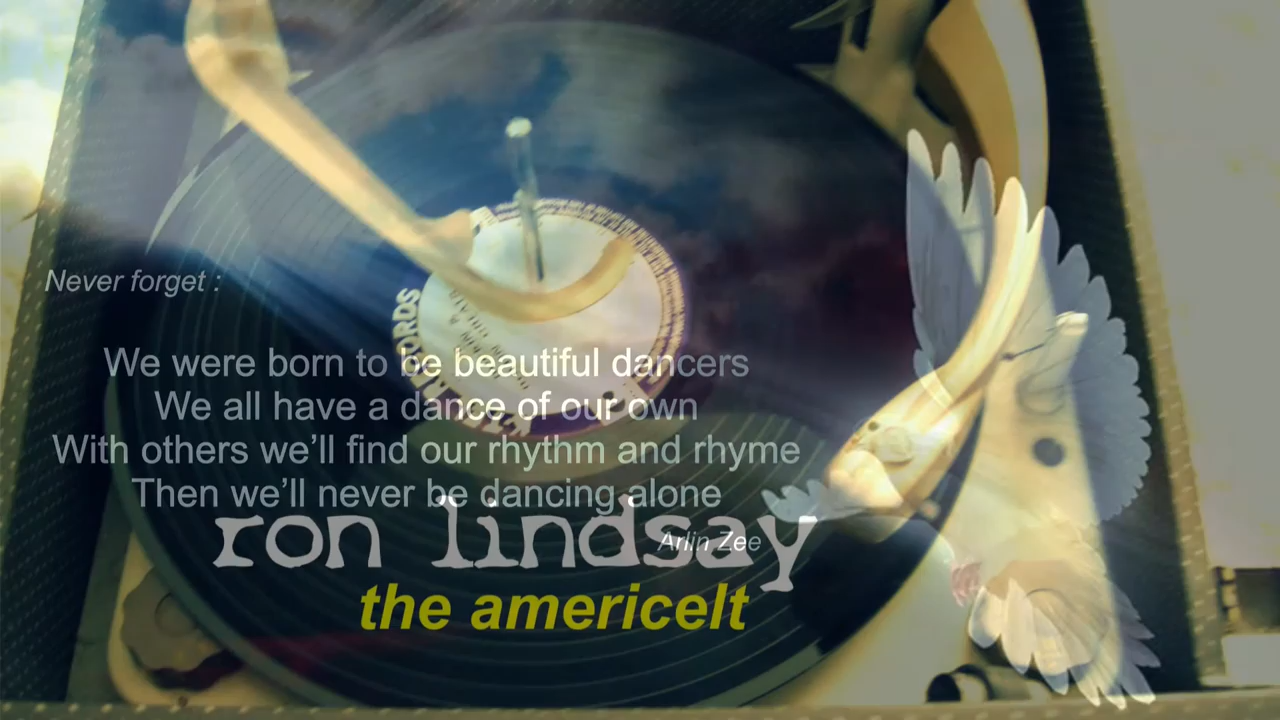 Never forget :
We were born to be beautiful dancers
We all have a dance of our own
With others we’ll find our rhythm and rhyme
Then we’ll never be dancing alone
Arlin Zee
ron lindsay
the americelt